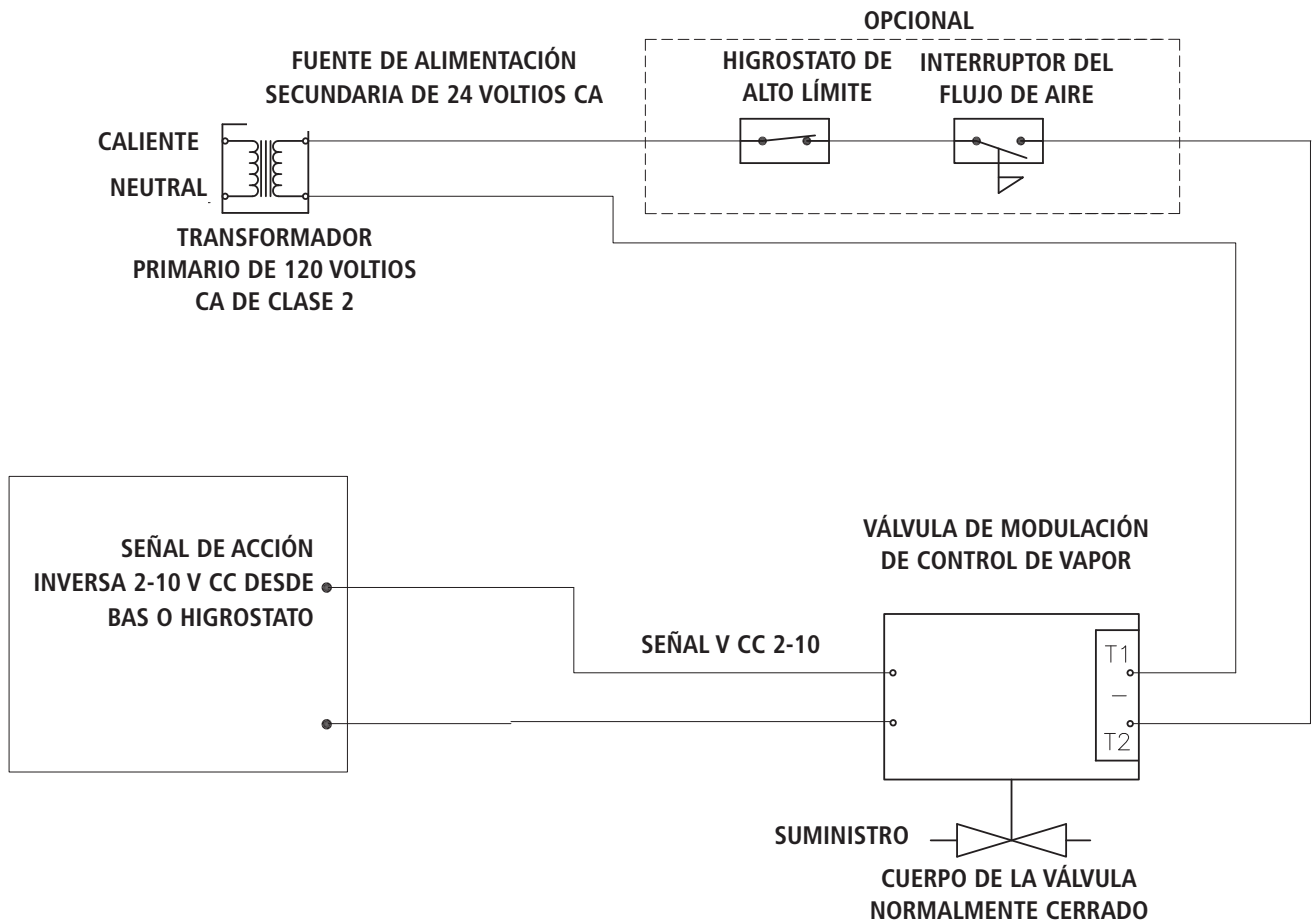 OPCIONAL
FUENTE DE ALIMENTACIÓN
SECUNDARIA DE 24 VOLTIOS CA
HIGROSTATO DE
ALTO LÍMITE
INTERRUPTOR DEL
FLUJO DE AIRE
CALIENTE
NEUTRAL
TRANSFORMADOR
PRIMARIO DE 120 VOLTIOS
CA DE CLASE 2
SEÑAL DE ACCIÓN
INVERSA 2-10 V CC DESDE
BAS O HIGROSTATO
SEÑAL V CC 2-10
VÁLVULA DE MODULACIÓN
DE CONTROL DE VAPOR
T1
T2
SUMINISTRO
CUERPO DE LA VÁLVULA
NORMALMENTE CERRADO